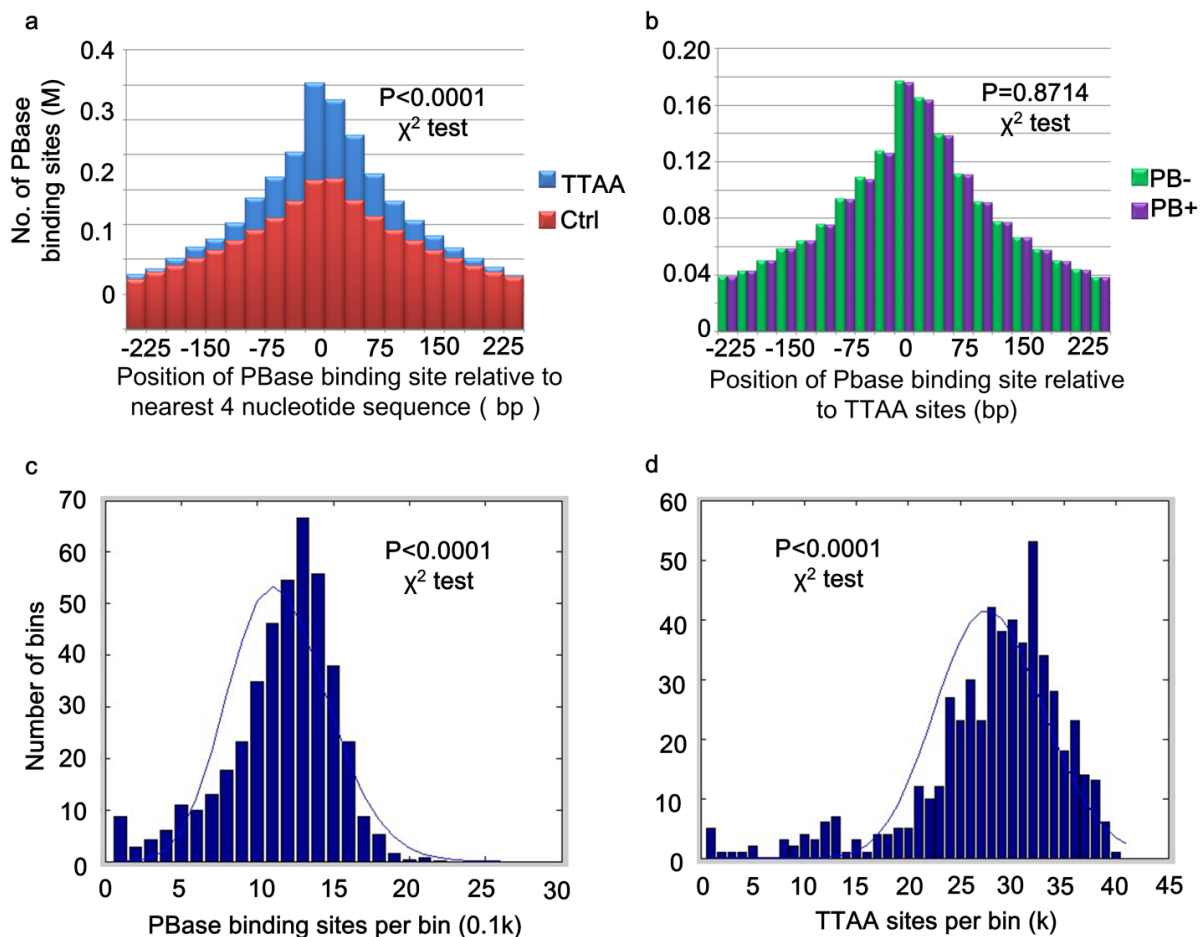 a
0.4
0.3
0.2
0.1
0
No. of PBase
binding sites (M)
P<0.0001
χ² test
TTAA
Ctrl
-225 -150 -75 0 75 150 225
Position of PBase binding site relative to
nearest 4 nucleotide sequence ( bp )
b
0.20
0.16
0.12
0.08
0.04
0
P=0.8714
χ² test
PB-
PB+
-225 -150 -75 0 75 150 225
Position of Pbase binding site relative
to TTAA sites (bp)
c
70
60
50
40
30
20
10
0
Number of bins
P<0.0001
χ² test
0 5 10 15 20 25 30
PBase binding sites per bin (0.1k)
d
60
50
40
30
20
10
0
P<0.0001
χ² test
0 5 10 15 21 25 30 35 40 45
TTAA sites per bin (k)